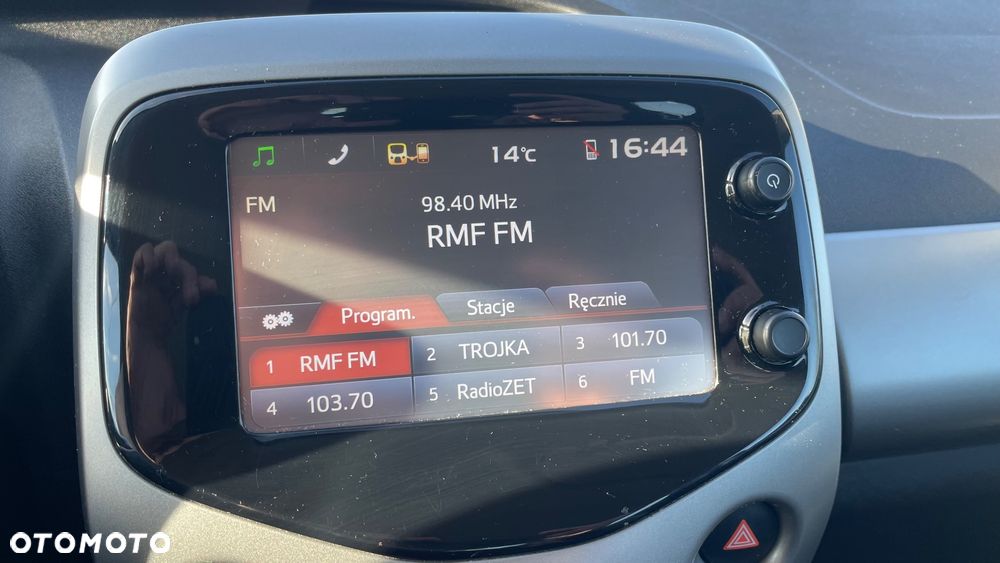 14°C 16:44
FM 98.40 MHz
RMF FM
Program. Stacje Ręcznie
1 RMF FM 2 TROJKA 3 101.70
4 103.70 5 RadioZET 6 FM
OTOMOTO